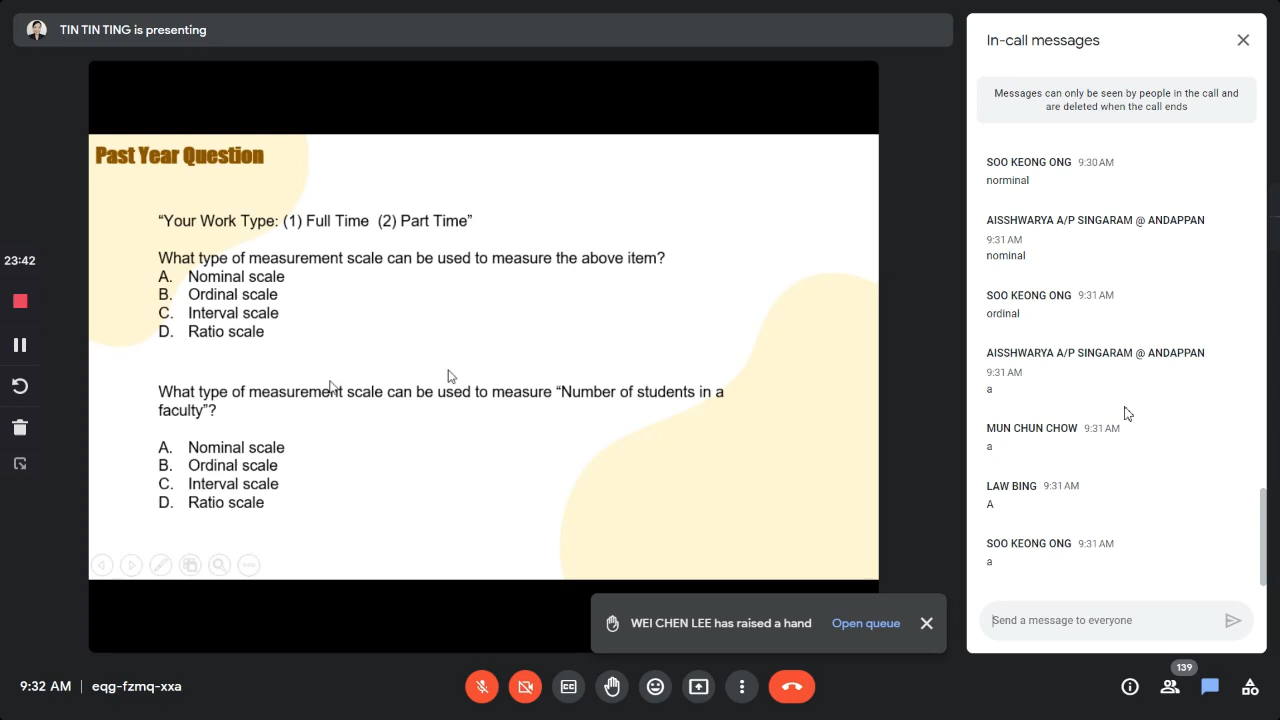 TIN TIN TING is presenting
Past Year Question
“Your Work Type: (1) Full Time (2) Part Time”
What type of measurement scale can be used to measure the above item?
A. Nominal scale
B. Ordinal scale
C. Interval scale
D. Ratio scale
What type of measurement scale can be used to measure “Number of students in a
faculty”?
A. Nominal scale
B. Ordinal scale
C. Interval scale
D. Ratio scale
23:42
WEI CHEN LEE has raised a hand Open queue
9:32 AM | eqg-fzmq-xxa
In-call messages
Messages can only be seen by people in the call and
are deleted when the call ends
SOO KEONG ONG 9:30 AM
norminal
AISSHWARYA A/P SINGARAM @ ANDAPPAN
9:31 AM
nominal
SOO KEONG ONG 9:31 AM
ordinal
AISSHWARYA A/P SINGARAM @ ANDAPPAN
9:31 AM
a
MUN CHUN CHOW 9:31 AM
a
LAW BING 9:31 AM
A
SOO KEONG ONG 9:31 AM
a
Send a message to everyone
139